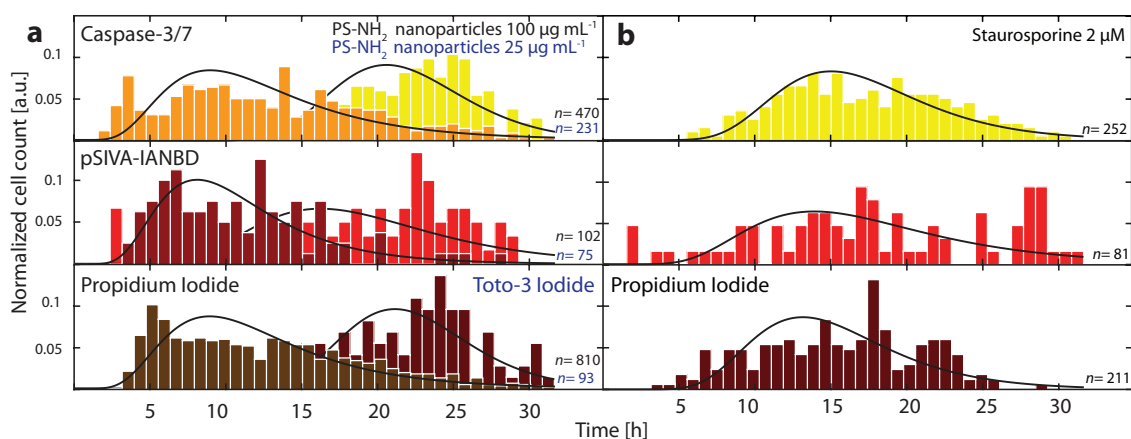 a
Caspase-3/7
PS-NH2 nanoparticles 100 µg mL-1
PS-NH2 nanoparticles 25 µg mL-1
n=470
n=231
0.1
0.05
pSIVA-IANBD
n=102
n=75
0.1
0.05
Propidium Iodide
Toto-3 Iodide
n=810
n=93
0.1
0.05
Normalized cell count [a.u.]
5 10 15 20 25 30
b
Staurosporine 2 µM
n=252
n=81
Propidium Iodide
n=211
5 10 15 20 25 30
Time [h]